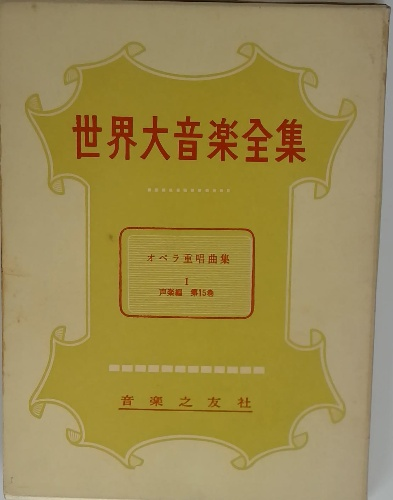 世界大音楽全集
オペラ重唱曲集
I
声楽編 第15巻
音楽之友社